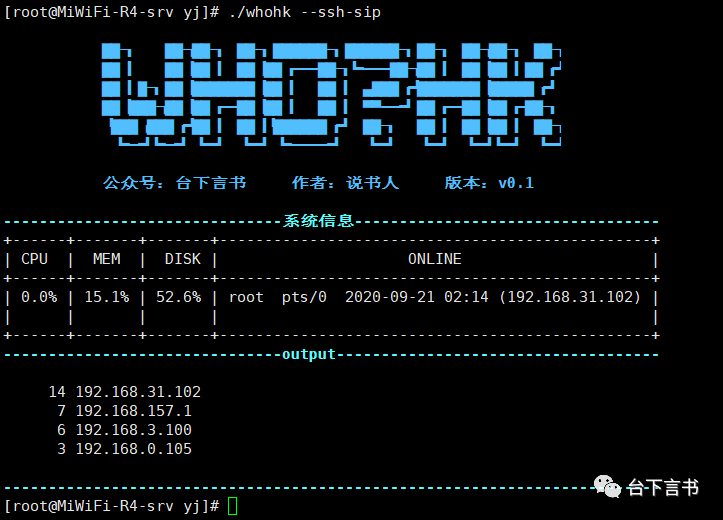 [root@MiWiFi-R4-srv yj]# ./whohk --ssh-sip
WHO?HK
公众号：台下言书 作者：说书人 版本：v0.1
-------------------------------系统信息----------------------------------
+------+-------+-------+------------------------------------------------+
| CPU | MEM | DISK | ONLINE |
+------+-------+-------+------------------------------------------------+
| 0.0% | 15.1% | 52.6% | root pts/0 2020-09-21 02:14 (192.168.31.102) |
| | | | |
+------+-------+-------+------------------------------------------------+
-------------------------------output------------------------------------
14 192.168.31.102
7 192.168.157.1
6 192.168.3.100
3 192.168.0.105
-------------------------------------------------------------------------
台下言书
[root@MiWiFi-R4-srv yj]#